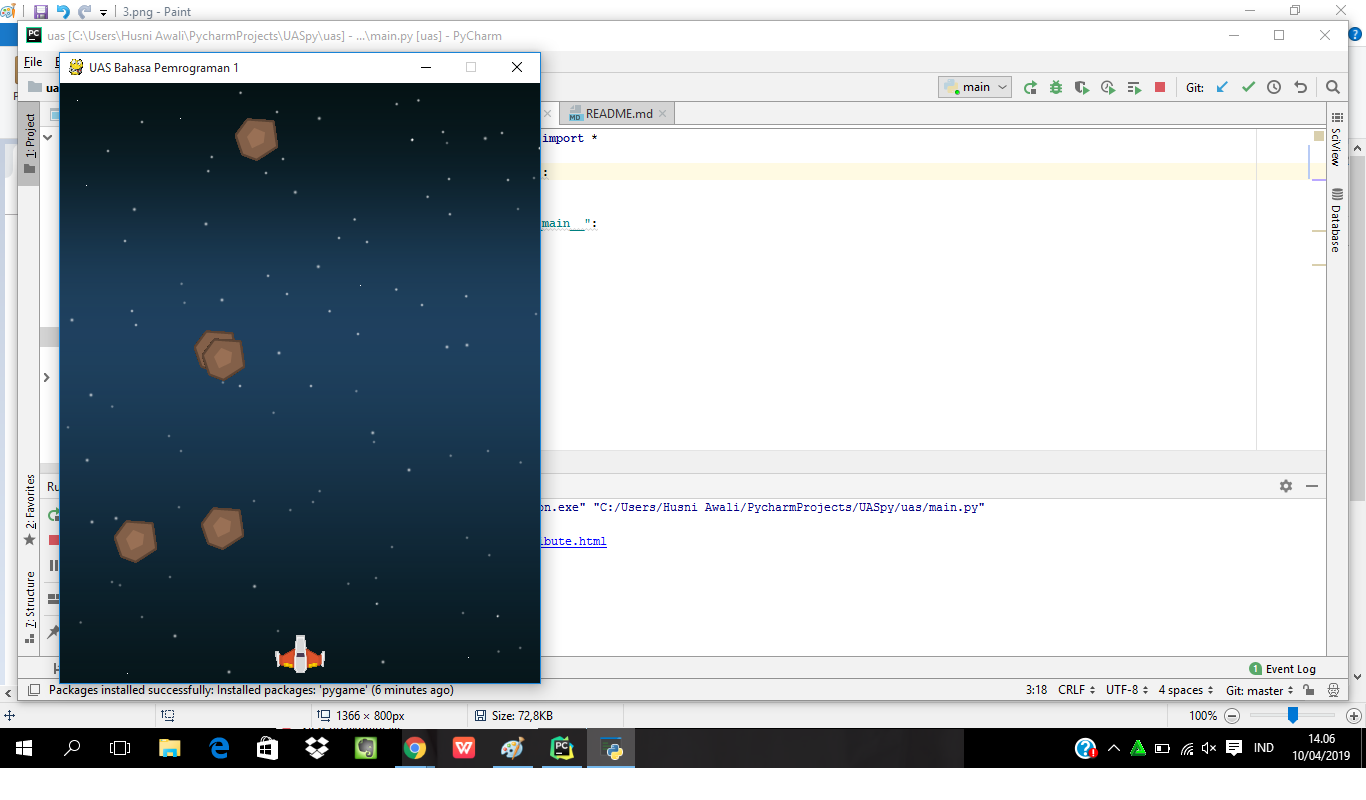 3.png - Paint
uas [C:\Users\Husni Awali\PycharmProjects\UASpy\uas] - ...\main.py [uas] - PyCharm
File
UAS Bahasa Pemrograman 1
main
Git:
README.md
1: Project
import *
:
main__":
SciView
Database
2: Favorites
7: Structure
on.exe" "C:/Users/Husni Awali/PycharmProjects/UASpy/uas/main.py"
ibute.html
1 Event Log
Packages installed successfully: Installed packages: 'pygame' (6 minutes ago)
3:18 CRLF UTF-8 4 spaces Git: master
1366 × 800px
Size: 72,8KB
100%
IND
14.06
10/04/2019